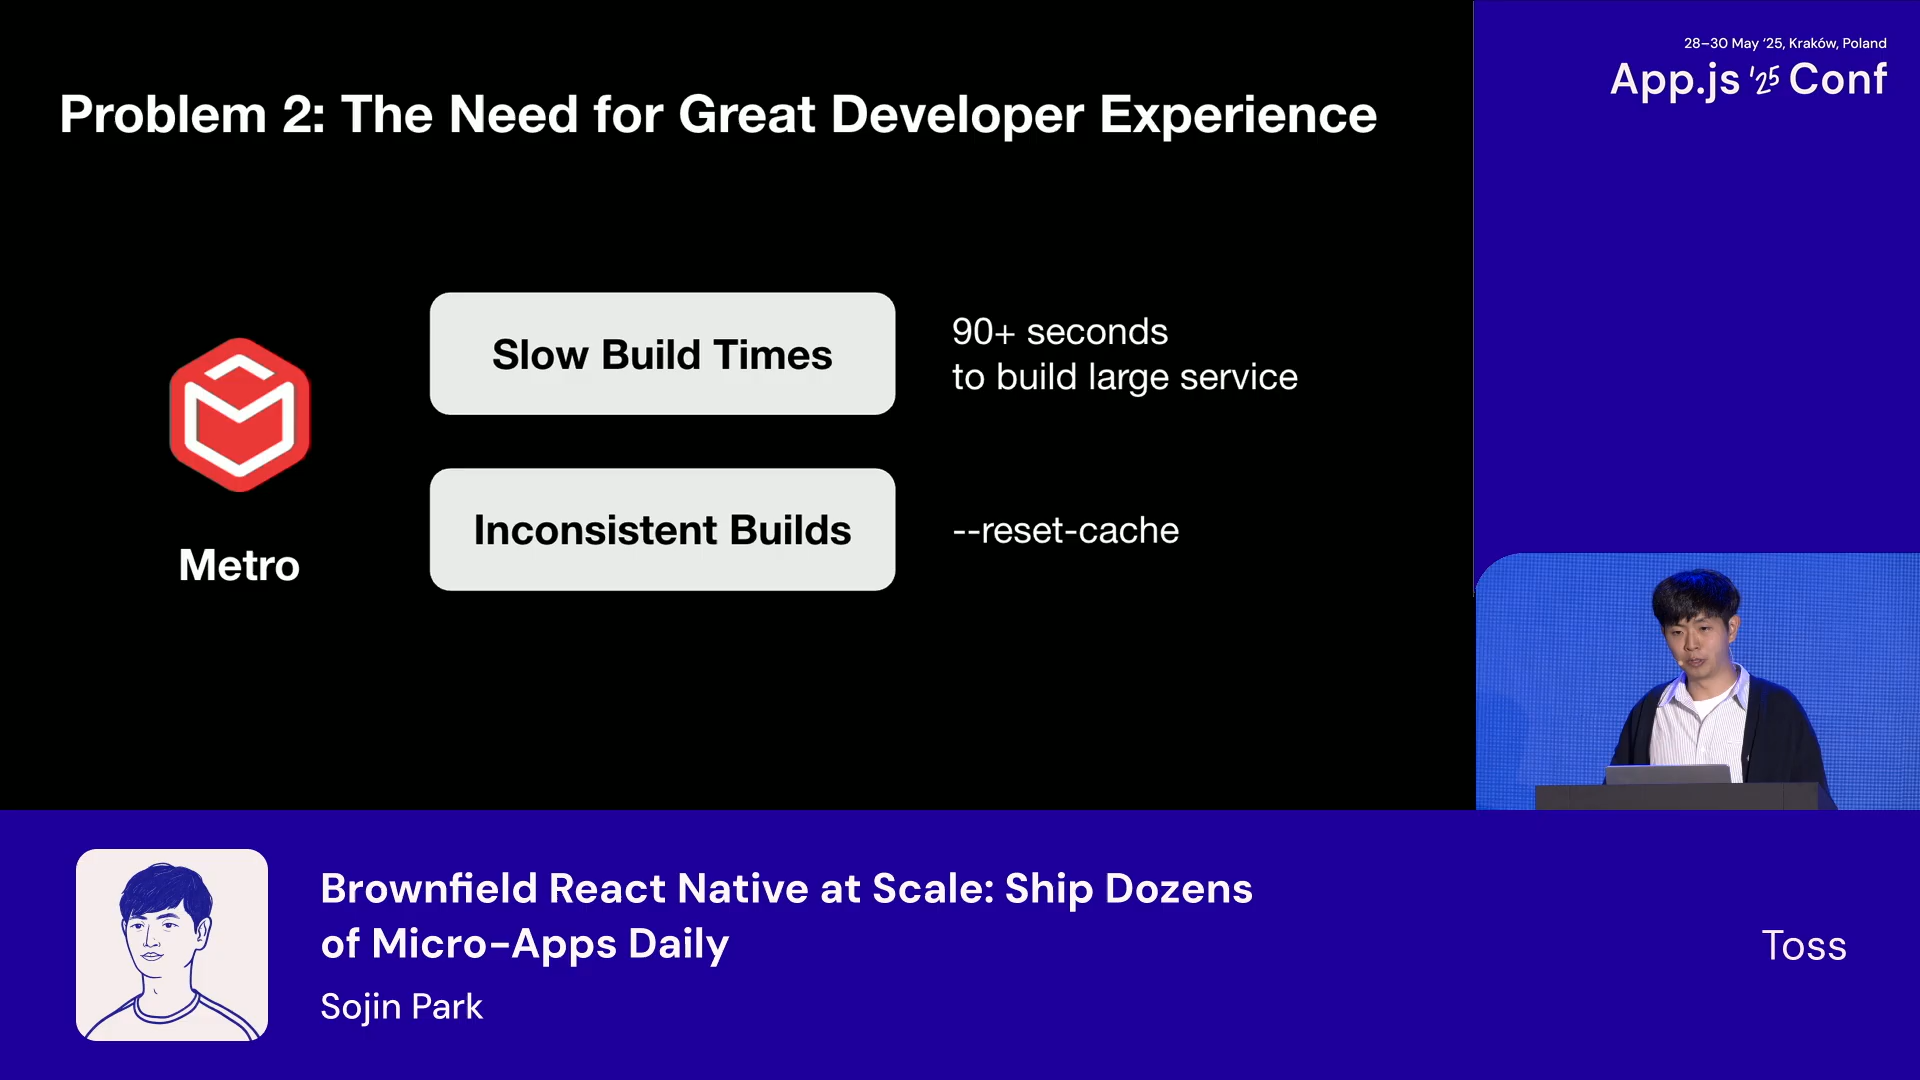 28–30 May '25, Kraków, Poland
App.js '25 Conf
Problem 2: The Need for Great Developer Experience
Slow Build Times
90+ seconds
to build large service
Metro
Inconsistent Builds
--reset-cache
Brownfield React Native at Scale: Ship Dozens
of Micro-Apps Daily
Sojin Park
Toss